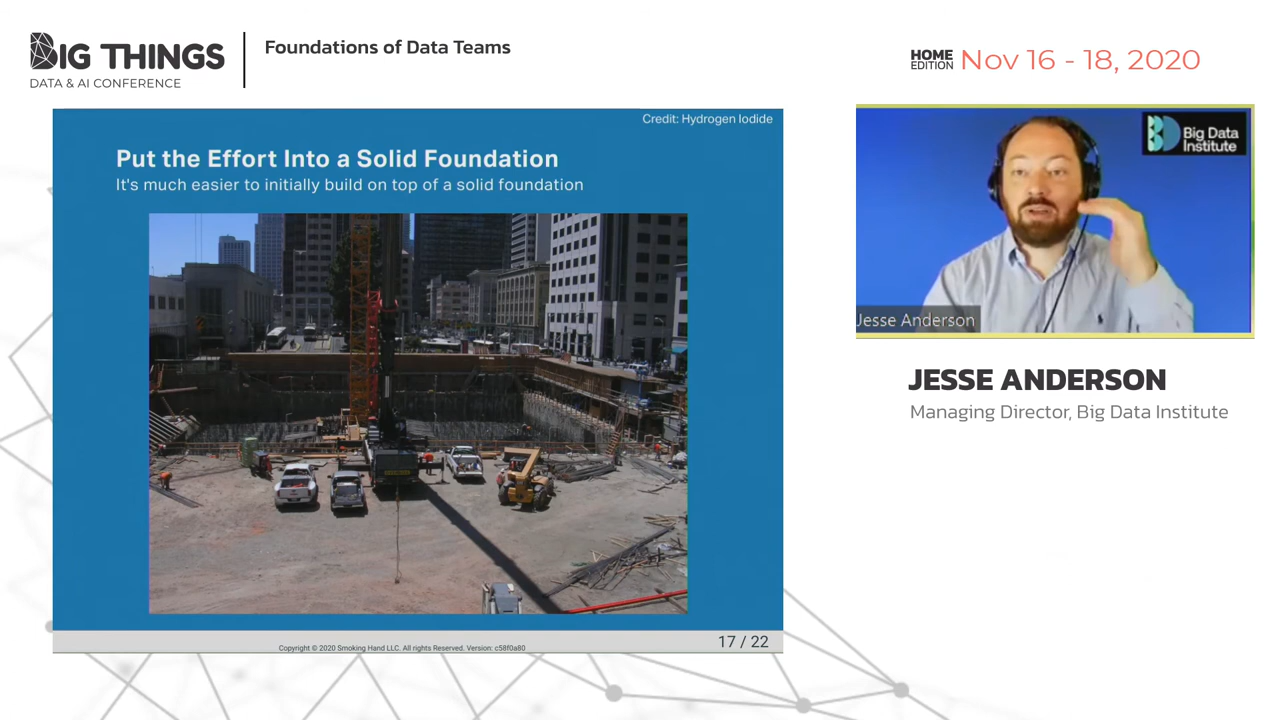 BIG THINGS
DATA & AI CONFERENCE
Foundations of Data Teams
HOME
EDITION
Nov 16 - 18, 2020
Credit: Hydrogen Iodide
Put the Effort Into a Solid Foundation
It's much easier to initially build on top of a solid foundation
Copyright © 2020 Smoking Hand LLC. All rights Reserved. Version: c58f0a80
17 / 22
Big Data
Institute
Jesse Anderson
JESSE ANDERSON
Managing Director, Big Data Institute